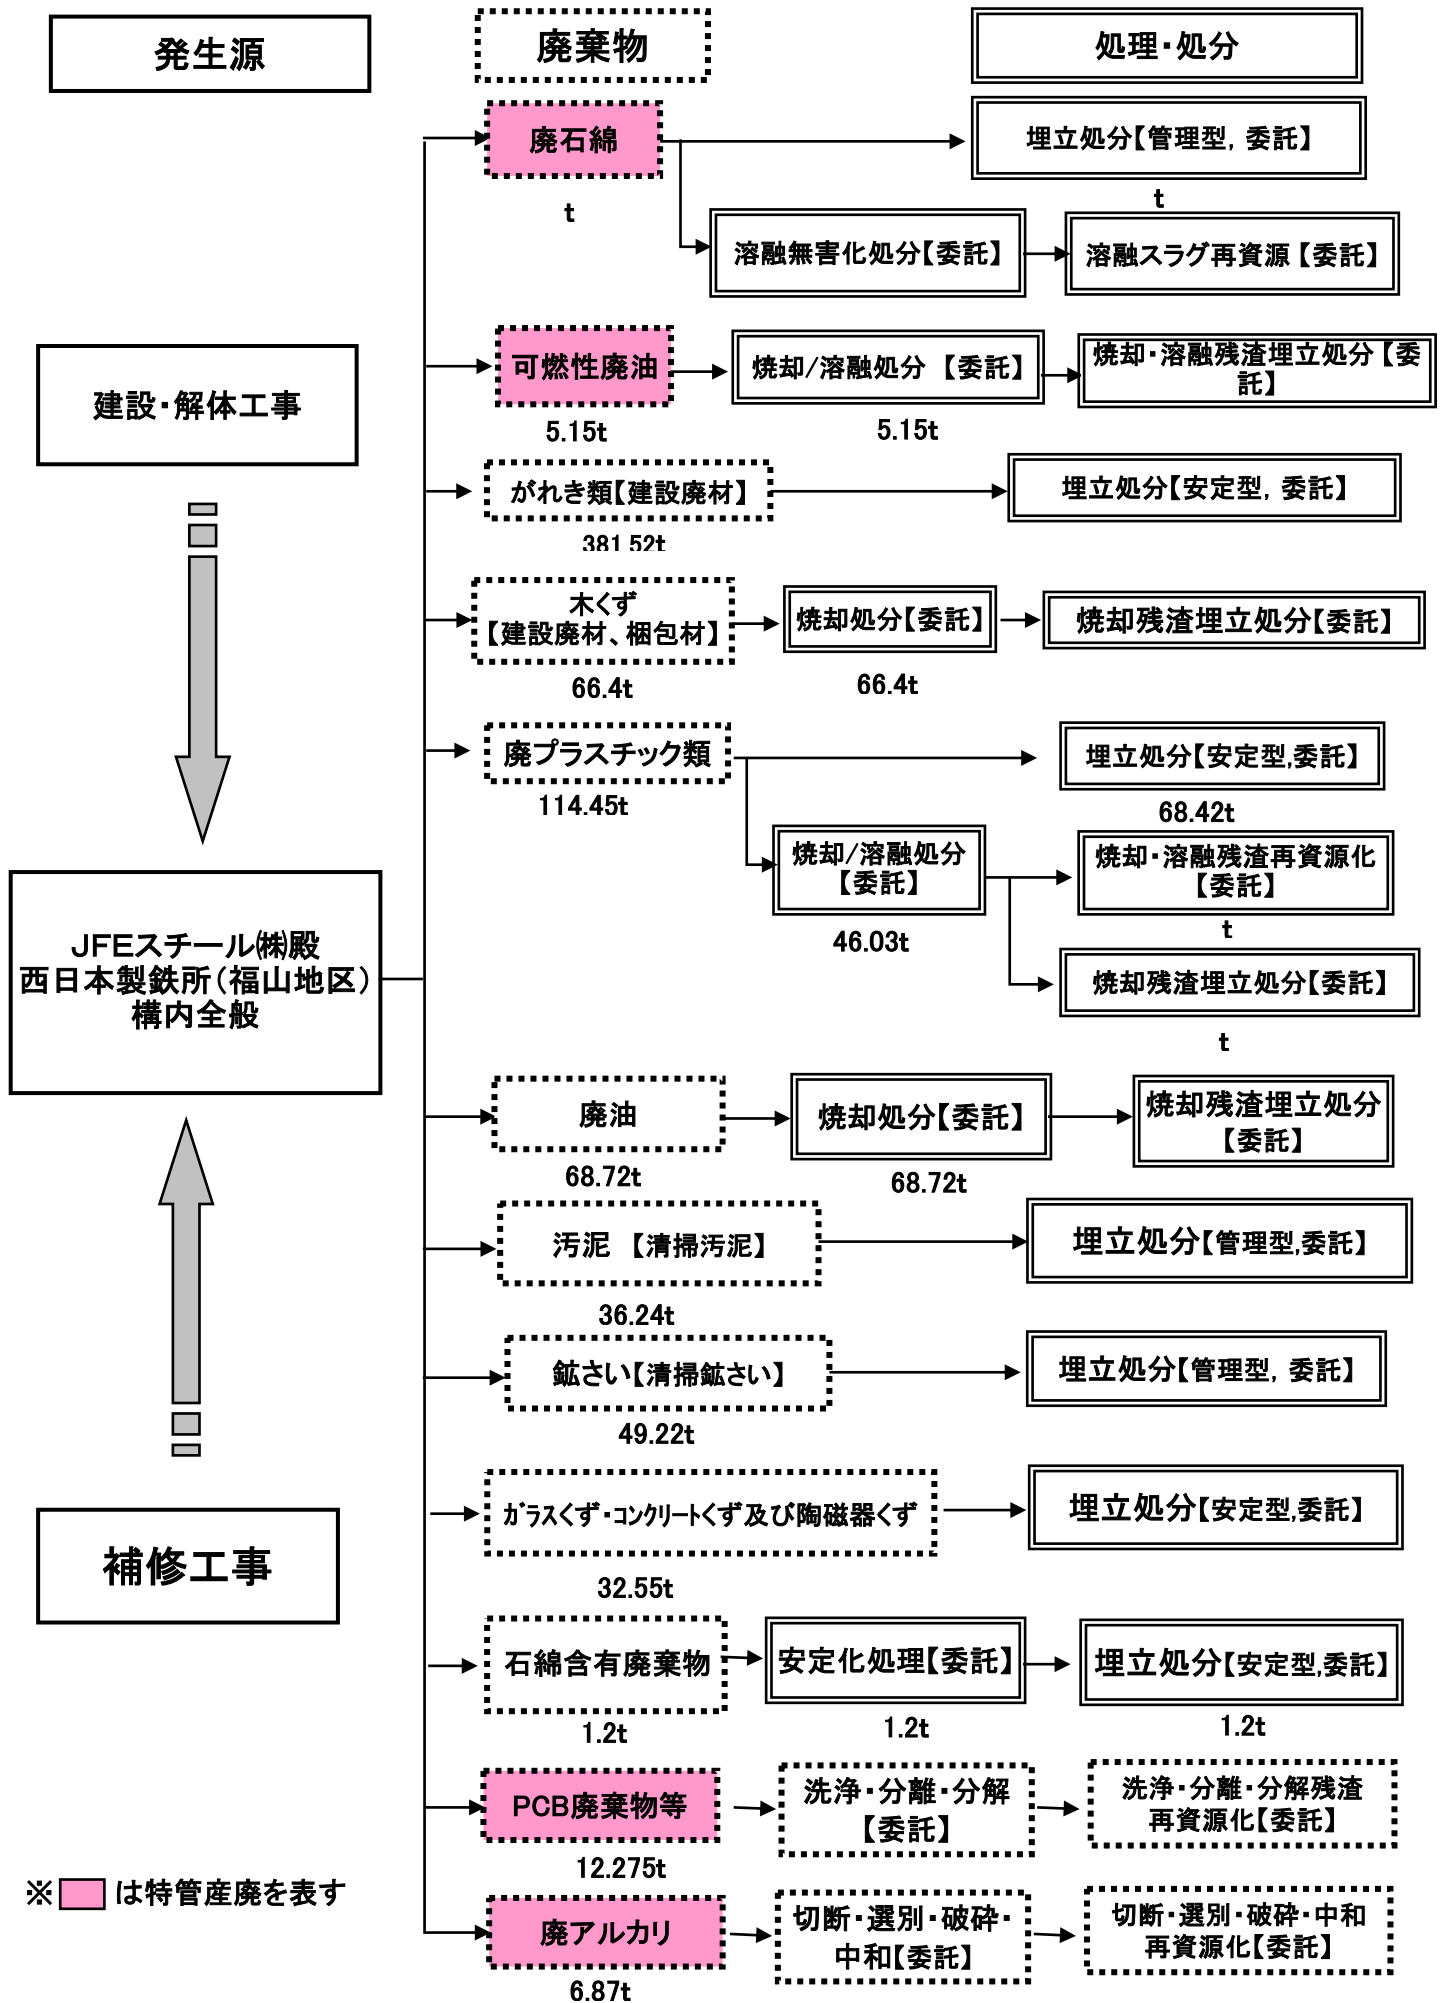 発生源
廃棄物
処理・処分
廃石綿
埋立処分【管理型，委託】
t
t
溶融無害化処分【委託】
溶融スラグ再資源【委託】
可燃性廃油
焼却/溶融処分 【委託】
焼却・溶融残渣埋立処分【委
託】
5.15t
5.15t
建設・解体工事
がれき類【建設廃材】
埋立処分【安定型，委託】
381.52t
木くず
【建設廃材、梱包材】
焼却処分【委託】
焼却残渣埋立処分【委託】
66.4t
66.4t
廃プラスチック類
埋立処分【安定型,委託】
114.45t
68.42t
焼却/溶融処分
【委託】
焼却・溶融残渣再資源化
【委託】
46.03t
t
焼却残渣埋立処分【委託】
t
JFEスチール㈱殿
西日本製鉄所（福山地区）
構内全般
廃油
焼却処分【委託】
焼却残渣埋立処分
【委託】
68.72t
68.72t
汚泥 【清掃汚泥】
埋立処分【管理型,委託】
36.24t
鉱さい【清掃鉱さい】
埋立処分【管理型，委託】
49.22t
ｶﾞﾗｽくず・ｺﾝｸﾘｰﾄくず及び陶磁器くず
埋立処分【安定型,委託】
32.55t
補修工事
石綿含有廃棄物
安定化処理【委託】
埋立処分【安定型,委託】
1.2t
1.2t
1.2t
PCB廃棄物等
洗浄・分離・分解
【委託】
洗浄・分離・分解残渣
再資源化【委託】
12.275t
※ は特管産廃を表す
廃アルカリ
切断・選別・破砕・
中和【委託】
切断・選別・破砕・中和
再資源化【委託】
6.87t